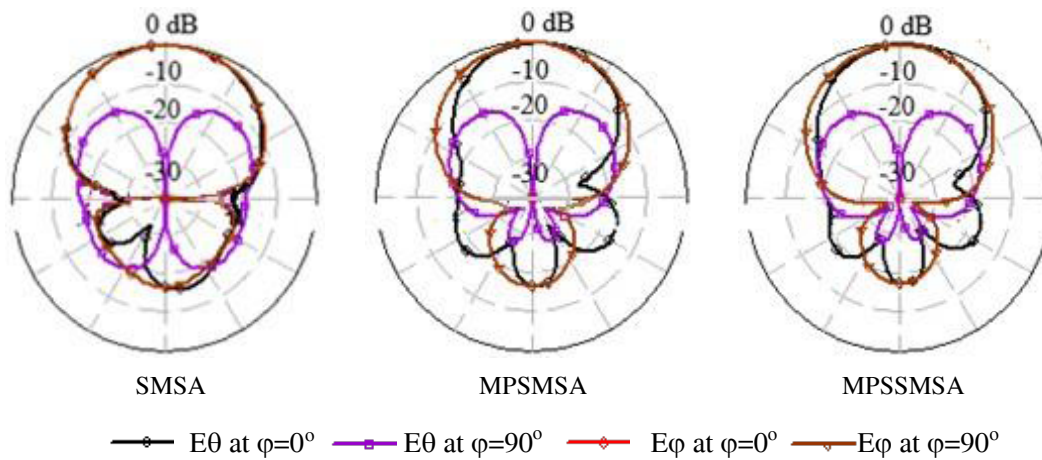 0 dB 0 dB 0 dB
-10 -10 -10
-20 -20 -20
-30 -30 -30
SMSA MPSMSA MPSSMSA
Eθ at φ=0° Eθ at φ=90° Eφ at φ=0° Eφ at φ=90°